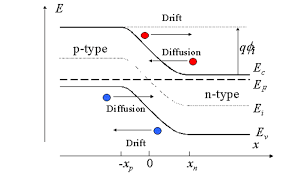 E
Drift
p-type
Diffusion
qϕi
Ec
EF
n-type
Diffusion
Ei
Drift
Ev
x
-xp
0
xn